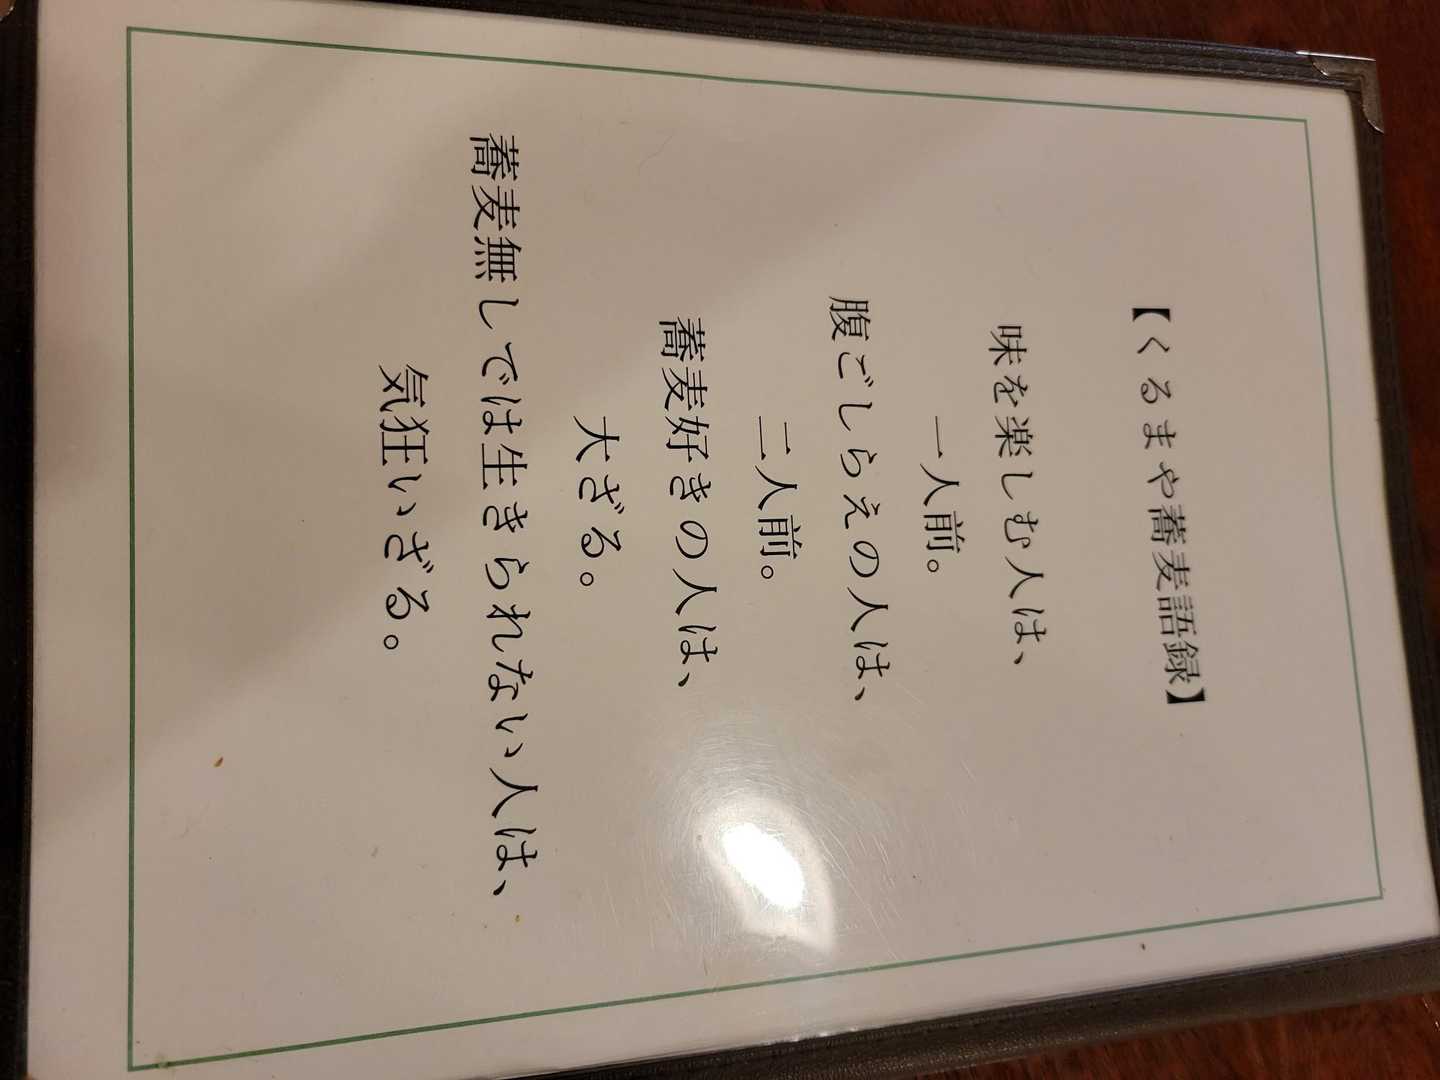 【くるまや蕎麦語録】
味を楽しむ人は、
一人前。
腹ごしらえの人は、
二人前。
蕎麦好きの人は、
大ざる。
蕎麦無しでは生きられない人は、
気狂いざる。